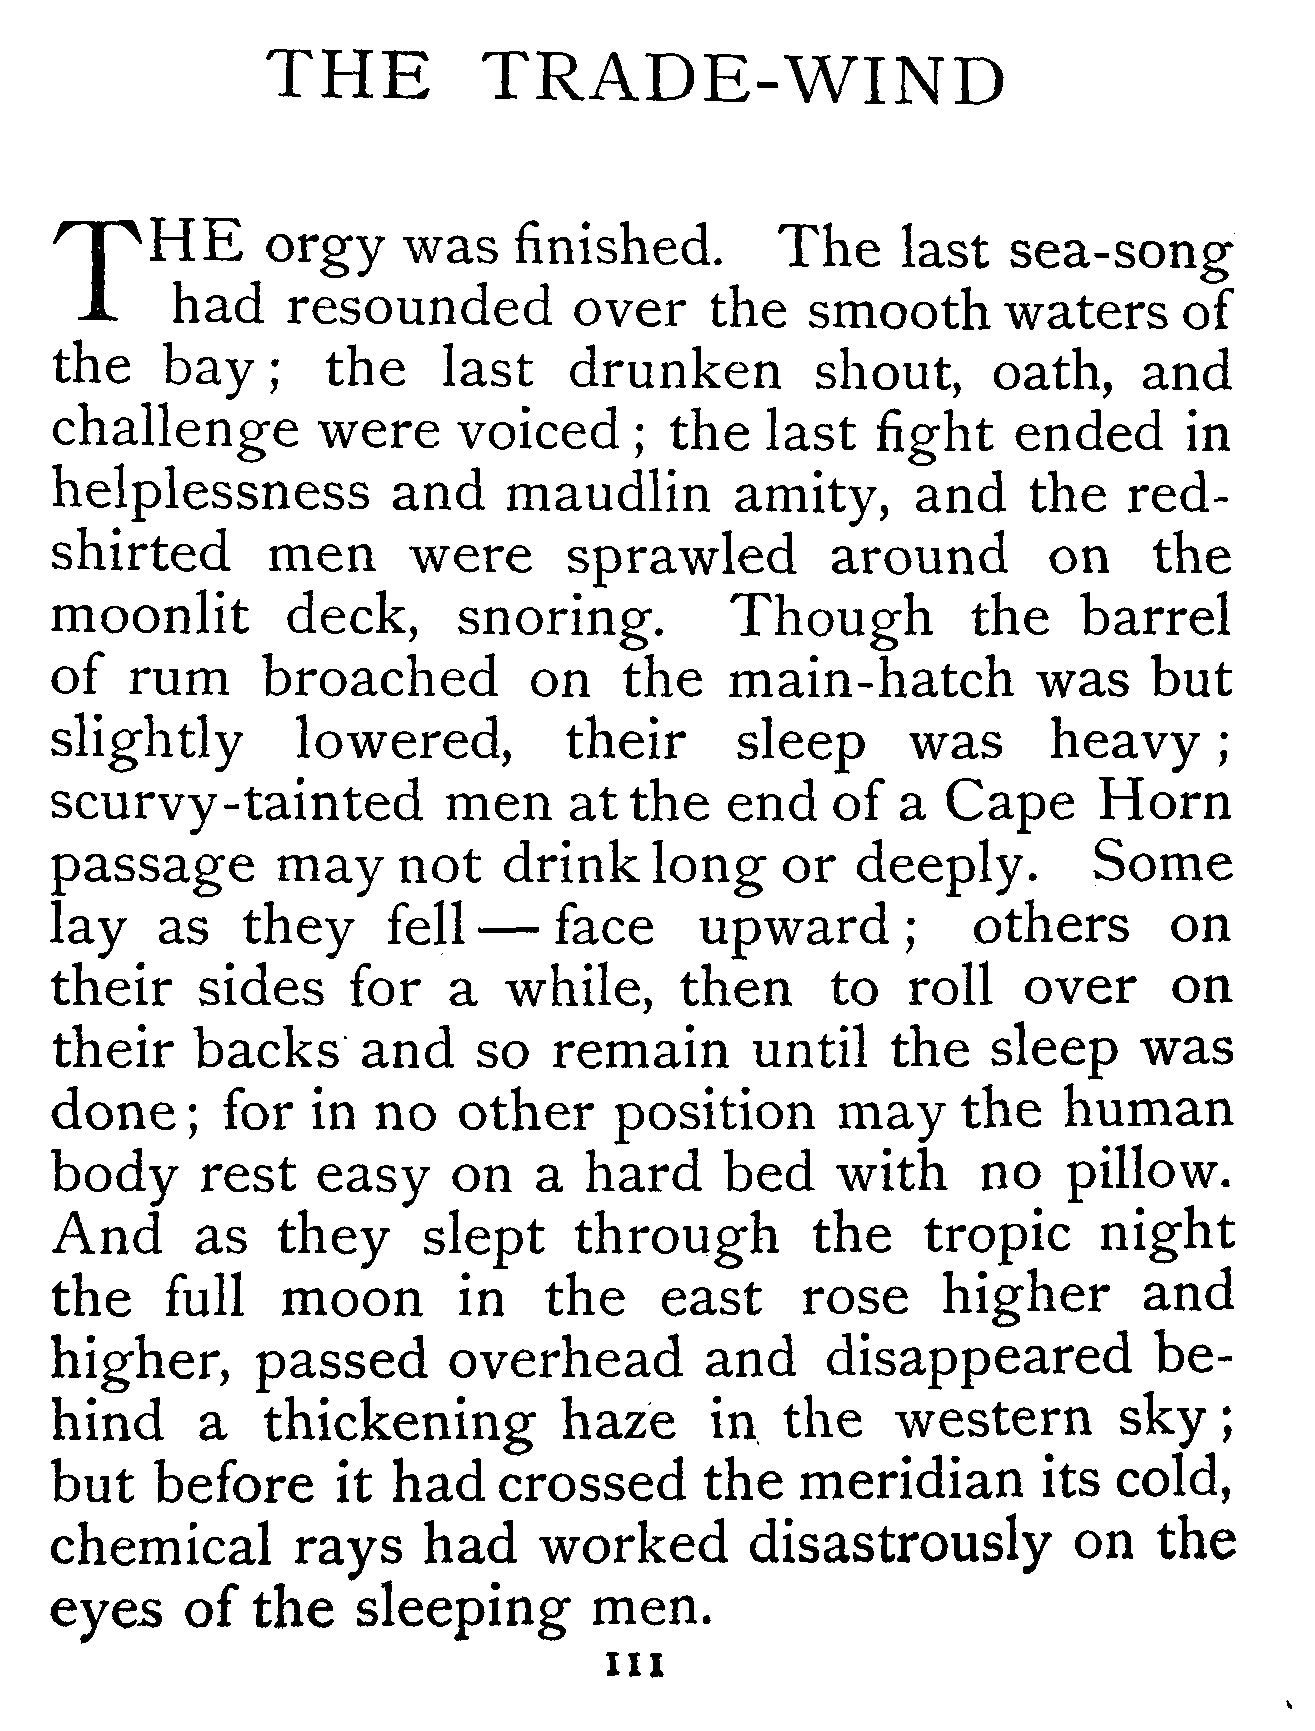 THE TRADE-WIND
THE orgy was finished. The last sea-song
had resounded over the smooth waters of
the bay; the last drunken shout, oath, and
challenge were voiced; the last fight ended in
helplessness and maudlin amity, and the red-
shirted men were sprawled around on the
moonlit deck, snoring. Though the barrel
of rum broached on the main-hatch was but
slightly lowered, their sleep was heavy;
scurvy-tainted men at the end of a Cape Horn
passage may not drink long or deeply. Some
lay as they fell — face upward; others on
their sides for a while, then to roll over on
their backs and so remain until the sleep was
done; for in no other position may the human
body rest easy on a hard bed with no pillow.
And as they slept through the tropic night
the full moon in the east rose higher and
higher, passed overhead and disappeared be-
hind a thickening haze in the western sky;
but before it had crossed the meridian its cold,
chemical rays had worked disastrously on the
eyes of the sleeping men.
111